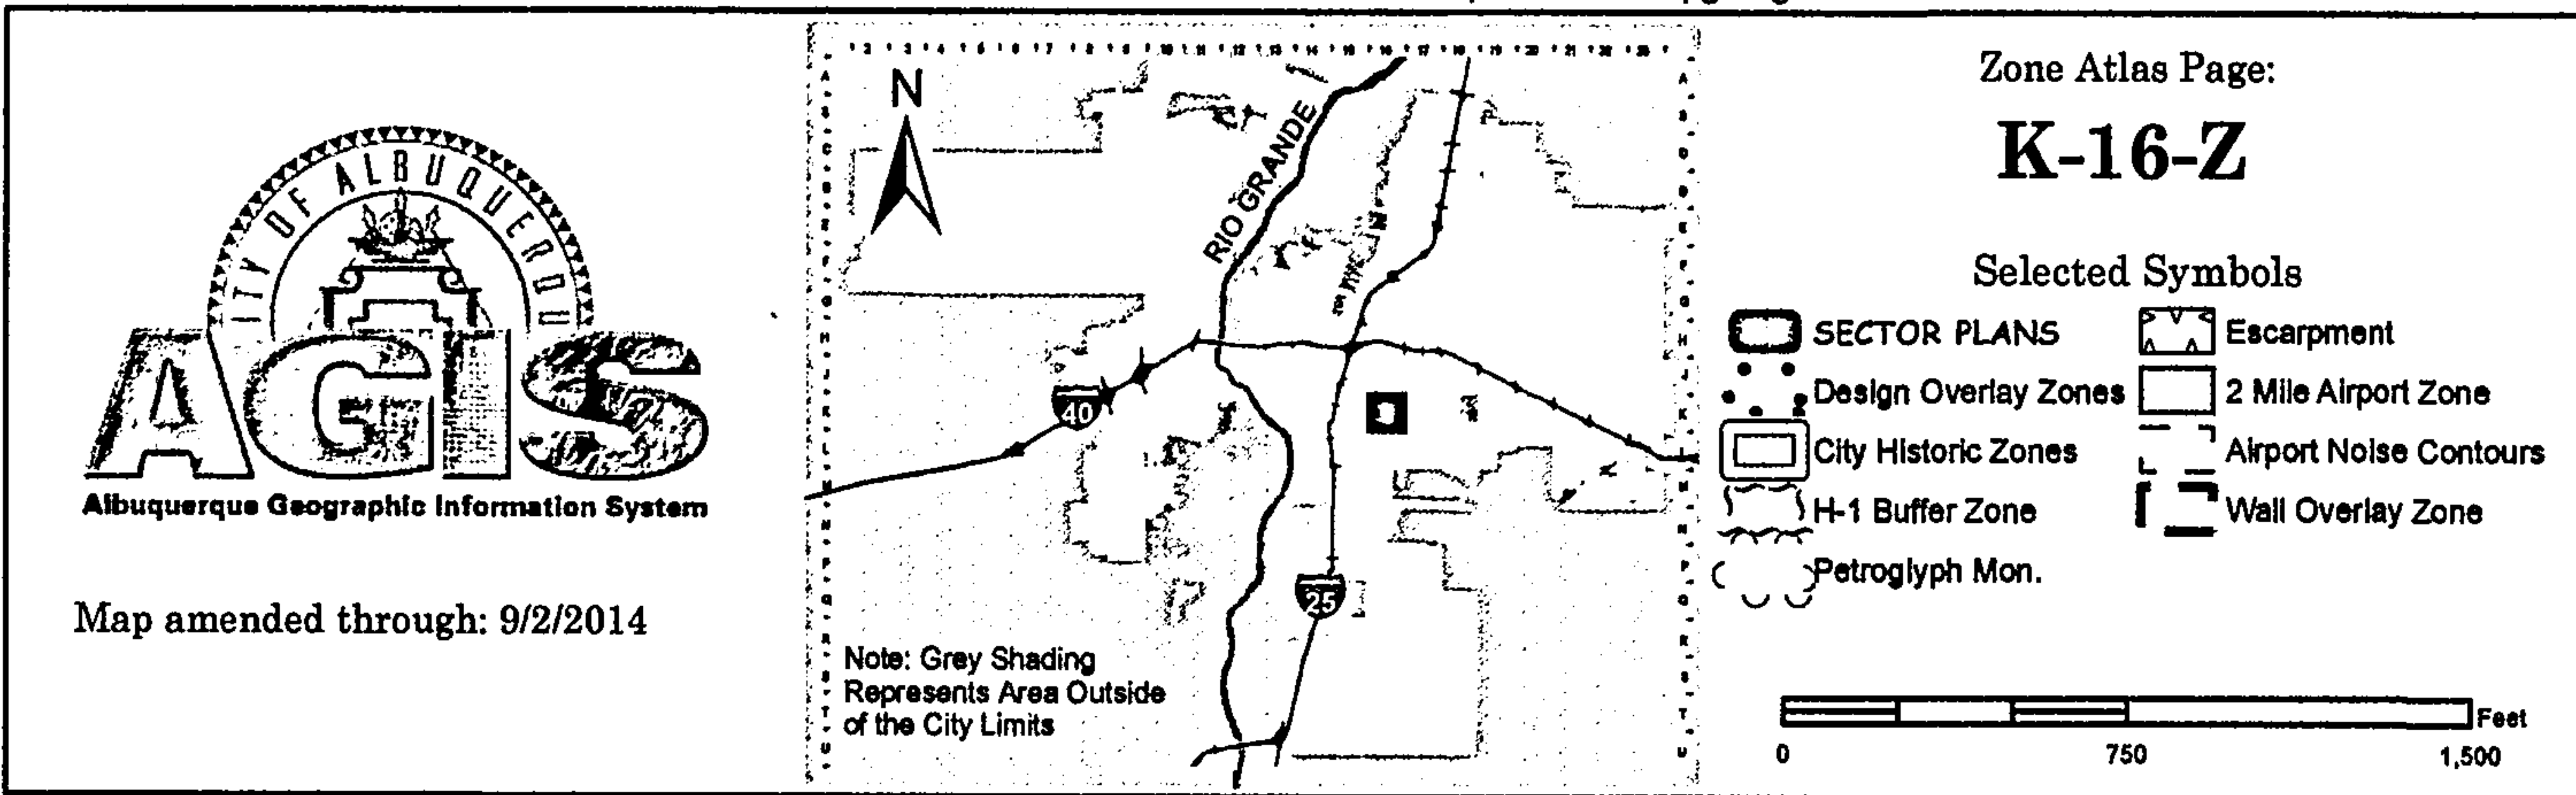 CITY OF ALBUQUERQUE
AGIS
Albuquerque Geographic Information System
Map amended through: 9/2/2014
N
RIO GRANDE
40
25
Note: Grey Shading
Represents Area Outside
of the City Limits
Zone Atlas Page:
K-16-Z
Selected Symbols
SECTOR PLANS
Escarpment
Design Overlay Zones
2 Mile Airport Zone
City Historic Zones
Airport Noise Contours
H-1 Buffer Zone
Wall Overlay Zone
Petroglyph Mon.
Feet
0 750 1,500